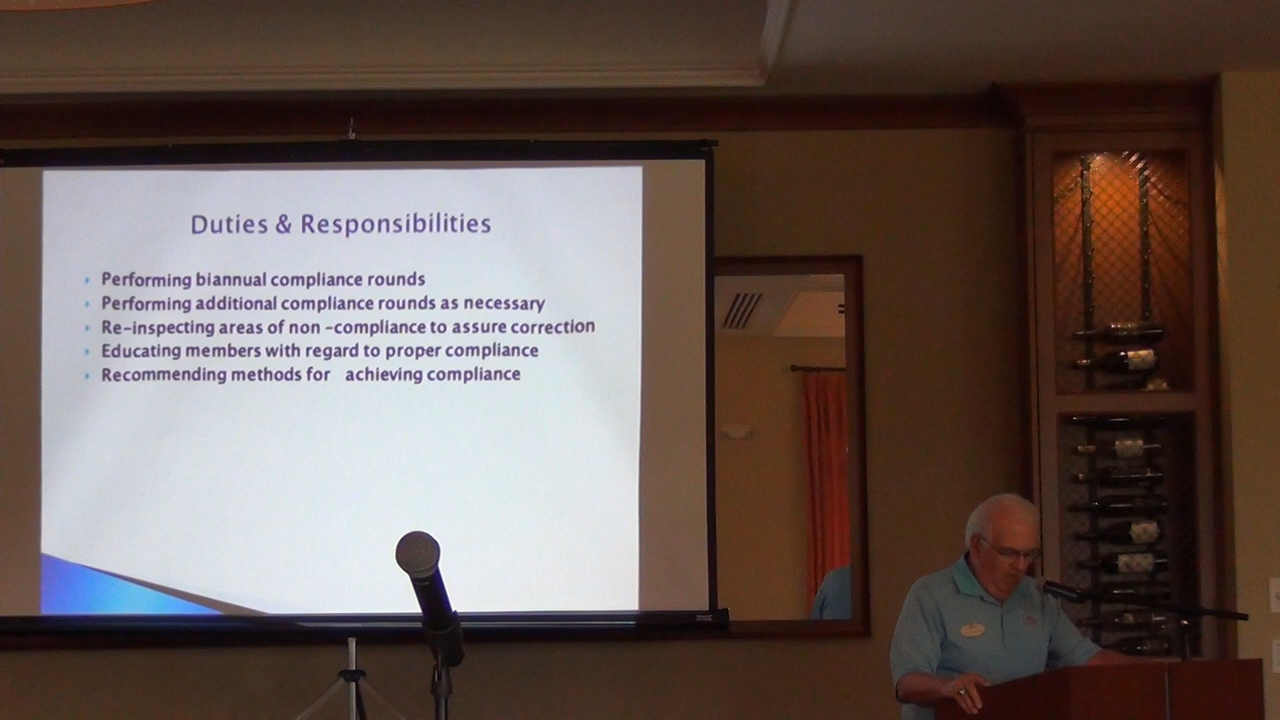 Duties & Responsibilities
Performing biannual compliance rounds
Performing additional compliance rounds as necessary
Re-inspecting areas of non -compliance to assure correction
Educating members with regard to proper compliance
Recommending methods for   achieving compliance